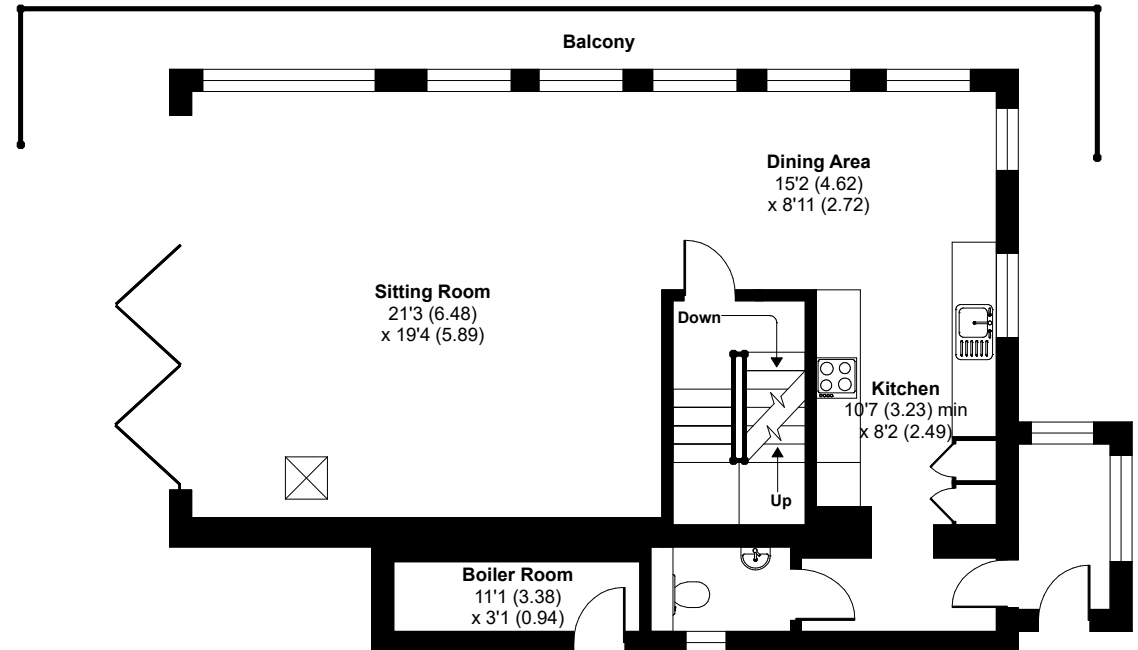 Balcony
Dining Area
15'2 (4.62)
x 8'11 (2.72)
Sitting Room
21'3 (6.48)
x 19'4 (5.89)
Down
Kitchen
10'7 (3.23) min
x 8'2 (2.49)
Up
Boiler Room
11'1 (3.38)
x 3'1 (0.94)